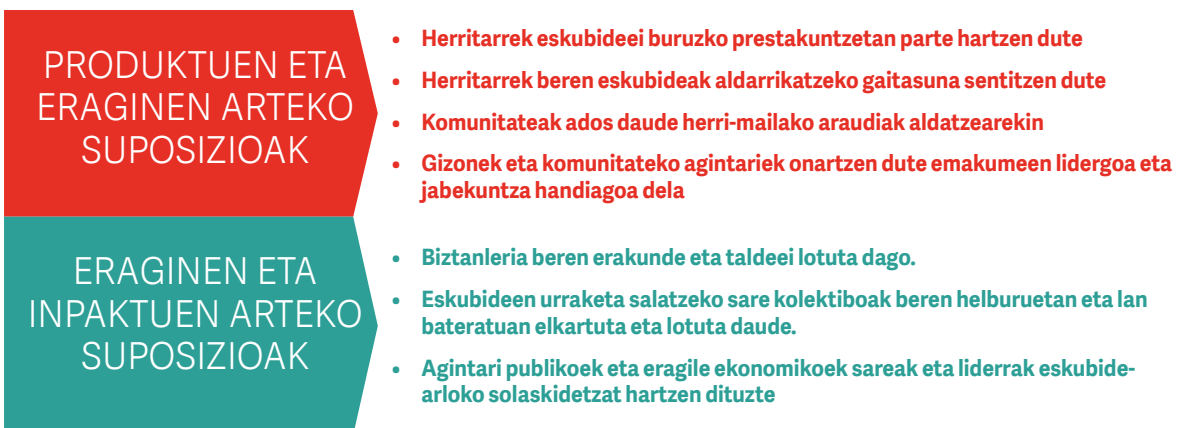 PRODUKTUEN ETA
ERAGINEN ARTEKO
SUPOSIZIOAK
• Herritarrek eskubideei buruzko prestakuntzetan parte hartzen dute
• Herritarrek beren eskubideak aldarrikatzeko gaitasuna sentitzen dute
• Komunitateak ados daude herri-mailako araudiak aldatzearekin
• Gizonek eta komunitateko agintariek onartzen dute emakumeen lidergoa eta
jabekuntza handiagoa dela
ERAGINEN ETA
INPAKTUEN ARTEKO
SUPOSIZIOAK
• Biztanleria beren erakunde eta taldeei lotuta dago.
• Eskubideen urraketa salatzeko sare kolektiboak beren helburuetan eta lan
bateratuan elkartuta eta lotuta daude.
• Agintari publikoek eta eragile ekonomikoek sareak eta liderrak eskubide-
arloko solaskidetzat hartzen dituzte